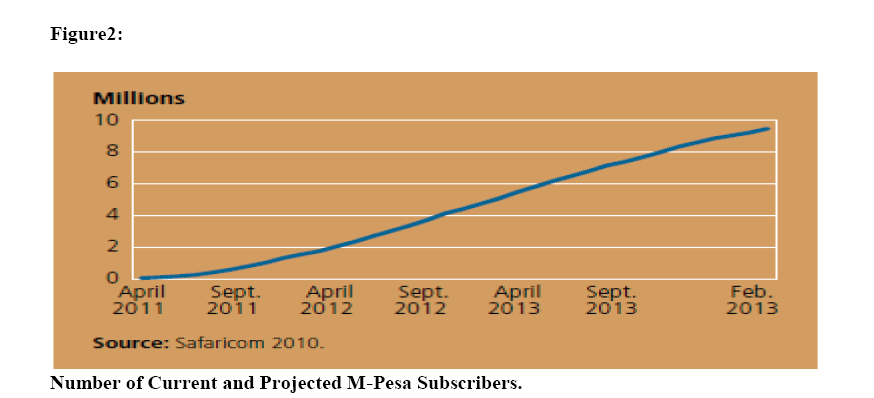 Figure2:
Millions
10
8
6
4
2
0
April Sept. April Sept. April Sept. Feb.
2011 2011 2012 2012 2013 2013 2013
Source: Safaricom 2010.
Number of Current and Projected M-Pesa Subscribers.